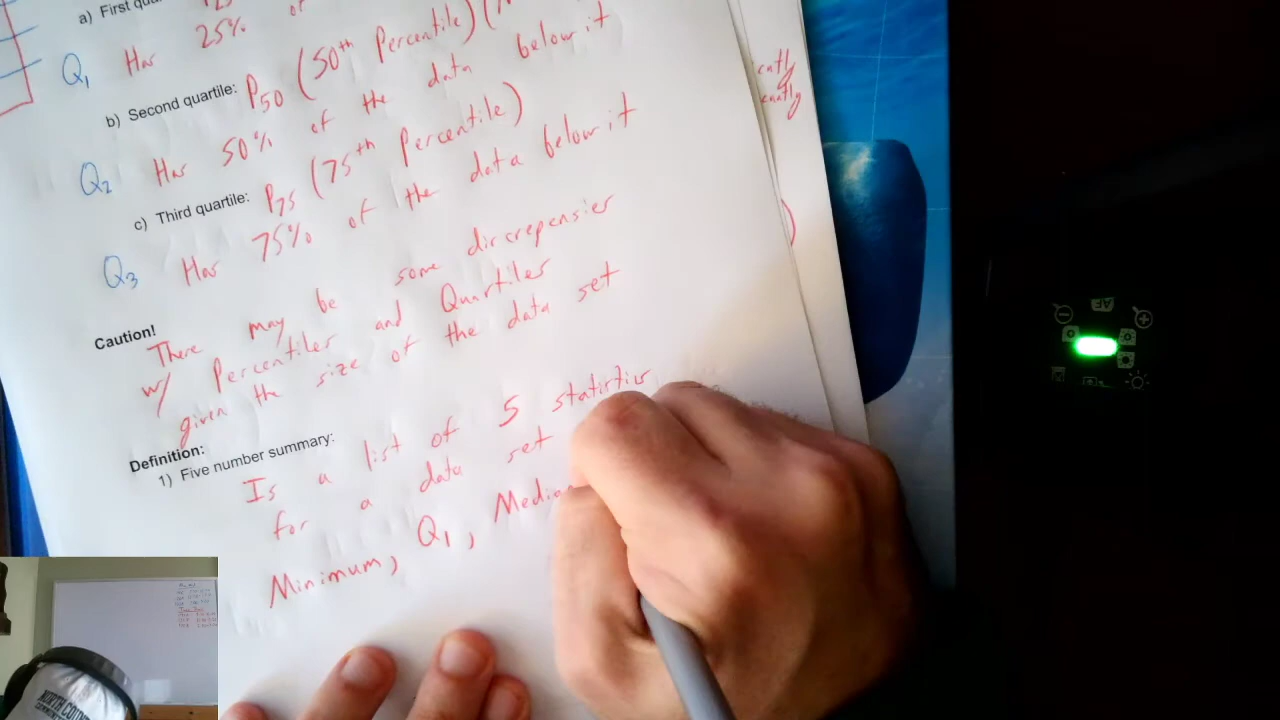 a) First
Q1 Has 25%
b) Second quartile: P50 (50th Percentile)
Q2 Has 50% of the data below it
c) Third quartile: P75 (75th Percentile)
Q3 Has 75% of the data below it
Caution!
There may be some discrepensies
w/ Percentiles and Quartiles
given the size of the data set
Definition:
1) Five number summary:
Is a list of 5 statistics
for a data set
Minimum, Q1, Media
AF